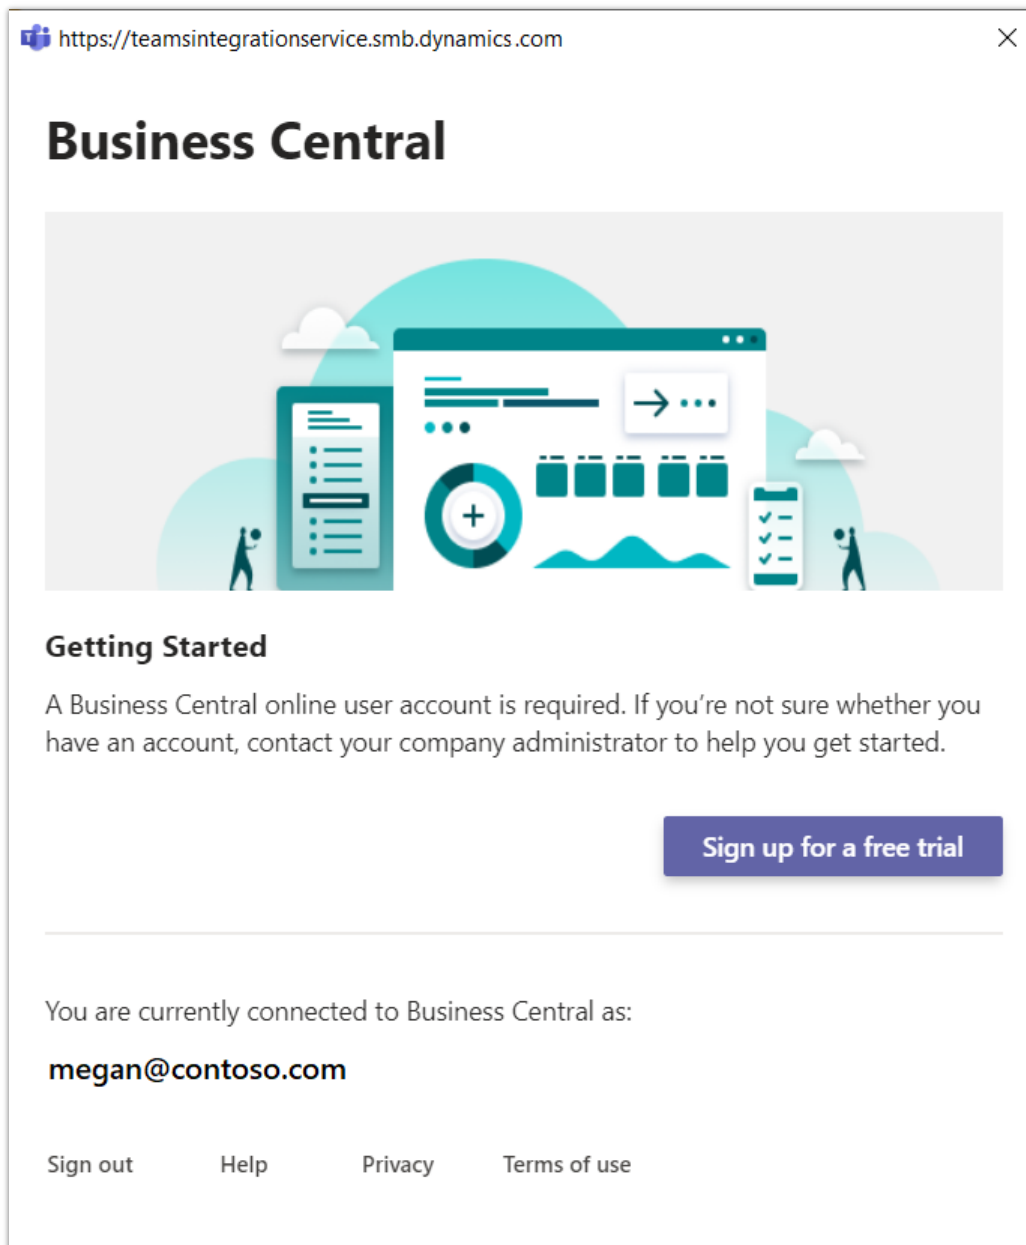 https://teamsintegrationservice.smb.dynamics.com
Business Central
Getting Started
A Business Central online user account is required. If you’re not sure whether you
have an account, contact your company administrator to help you get started.
Sign up for a free trial
You are currently connected to Business Central as:
megan@contoso.com
Sign out Help Privacy Terms of use